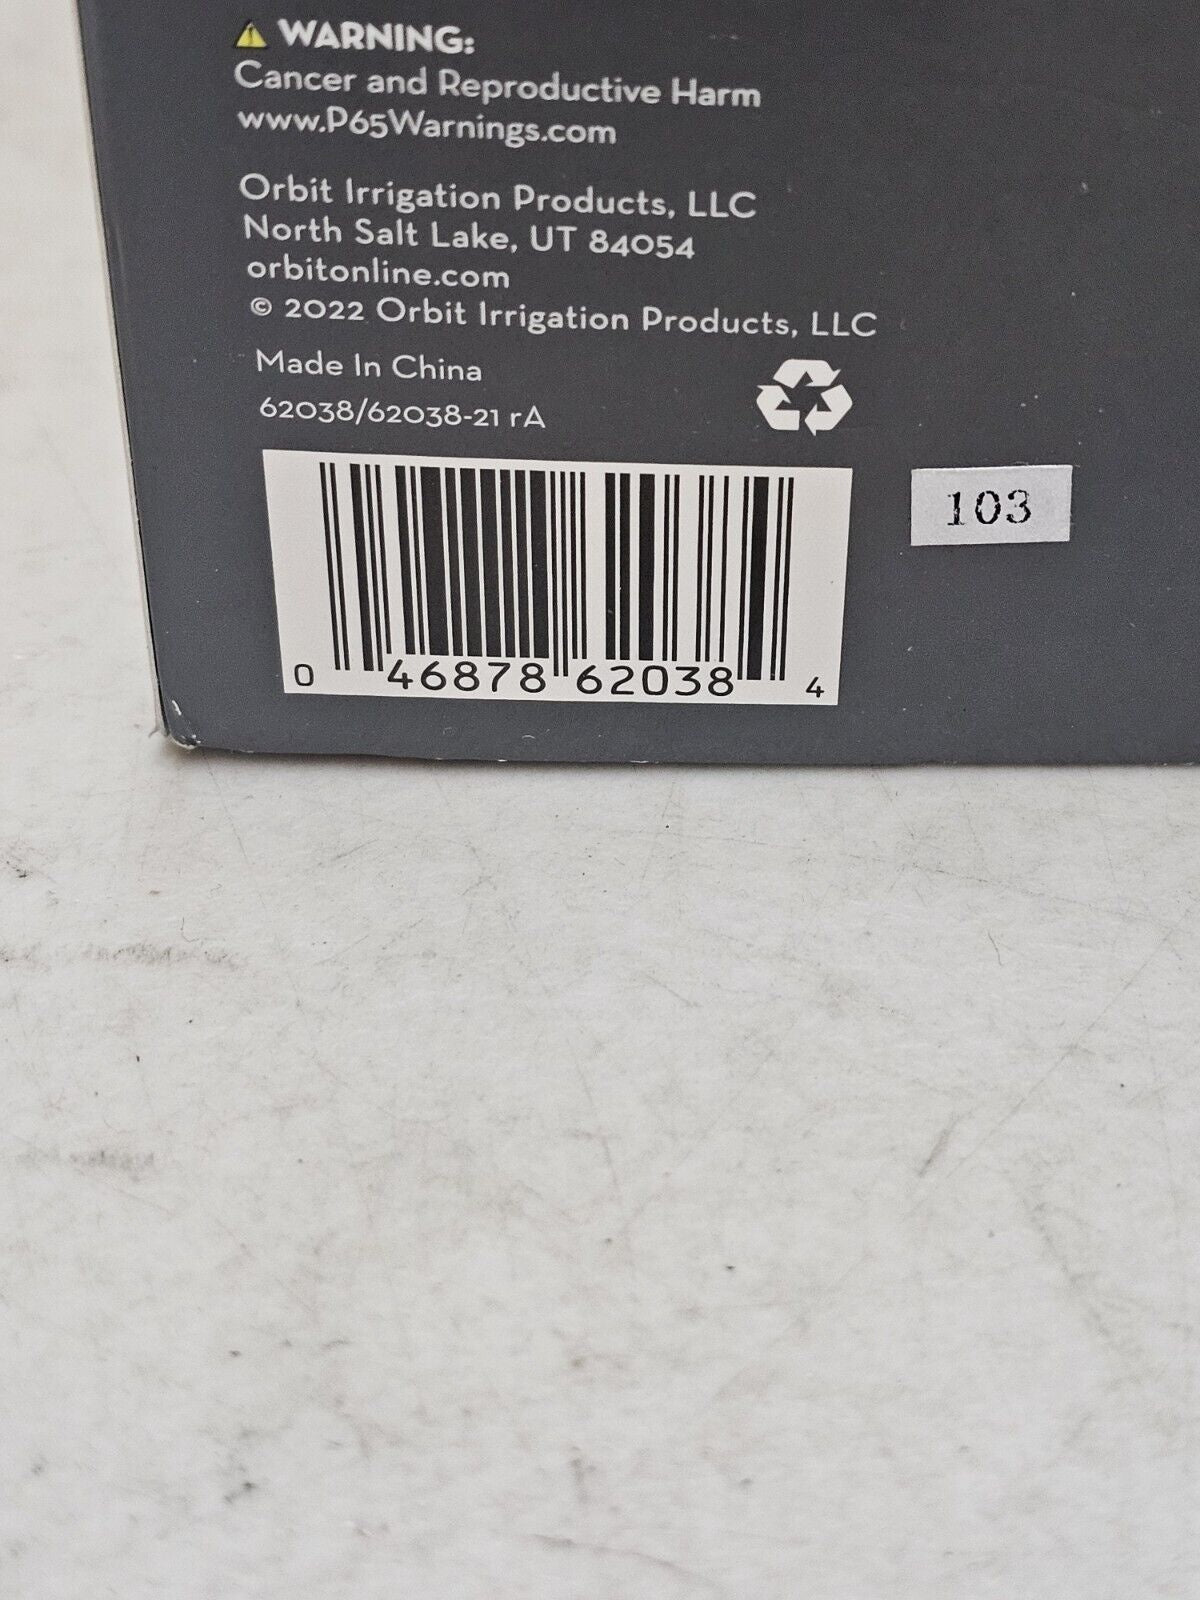 WARNING:
Cancer and Reproductive Harm
www.P65Warnings.com
Orbit Irrigation Products, LLC
North Salt Lake, UT 84054
orbitonline.com
© 2022 Orbit Irrigation Products, LLC
Made In China
62038/62038-21 rA
103
0 46878 62038 4